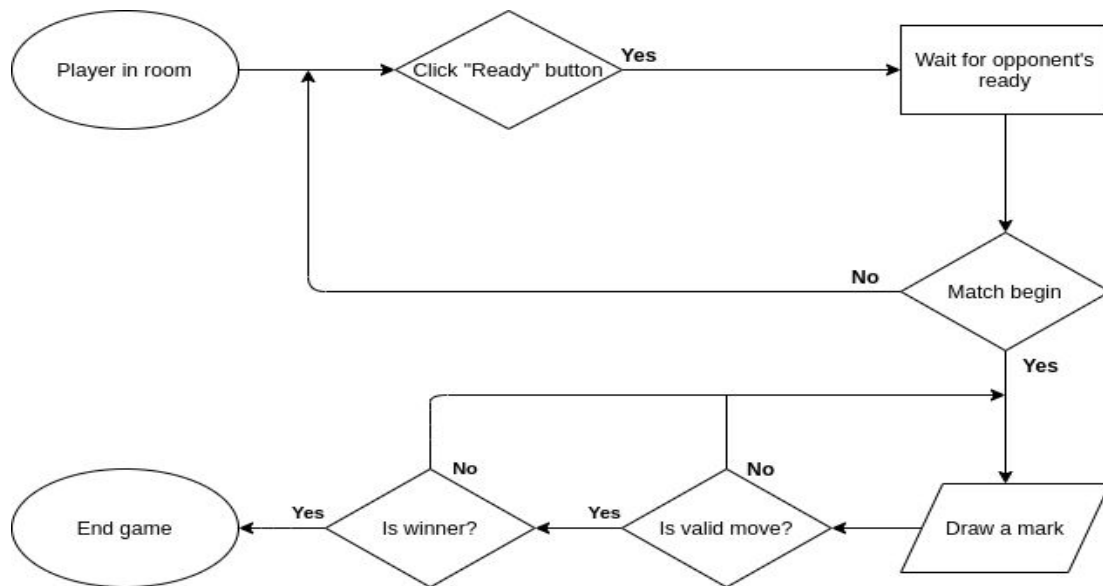 Player in room
Click "Ready" button
Yes
Wait for opponent's
ready
No
Match begin
Yes
End game
Yes
Is winner?
No
Yes
Is valid move?
No
Draw a mark